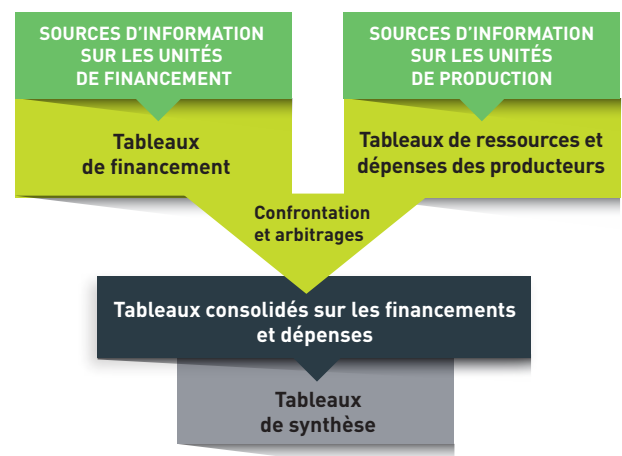 SOURCES D’INFORMATION
SUR LES UNITÉS
DE FINANCEMENT
SOURCES D’INFORMATION
SUR LES UNITÉS
DE PRODUCTION
Tableaux
de financement
Tableaux de ressources et
dépenses des producteurs
Confrontation
et arbitrages
Tableaux consolidés sur les financements
et dépenses
Tableaux
de synthèse